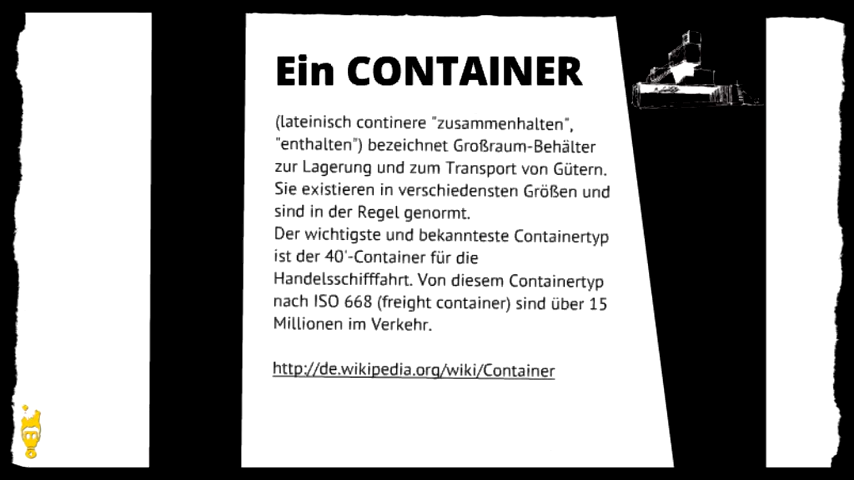 Ein CONTAINER
(lateinisch continere "zusammenhalten",
"enthalten") bezeichnet Großraum-Behälter
zur Lagerung und zum Transport von Gütern.
Sie existieren in verschiedensten Größen und
sind in der Regel genormt.
Der wichtigste und bekannteste Containertyp
ist der 40'-Container für die
Handelsschifffahrt. Von diesem Containertyp
nach ISO 668 (freight container) sind über 15
Millionen im Verkehr.
http://de.wikipedia.org/wiki/Container